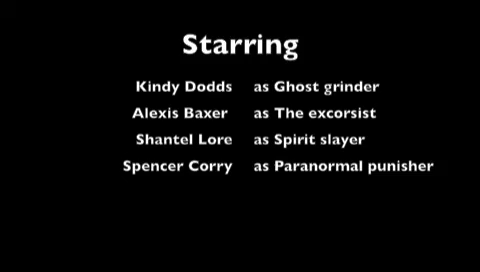 Starring
Kindy Dodds as Ghost grinder
Alexis Baxer as The excorsist
Shantel Lore as Spirit slayer
Spencer Corry as Paranormal punisher